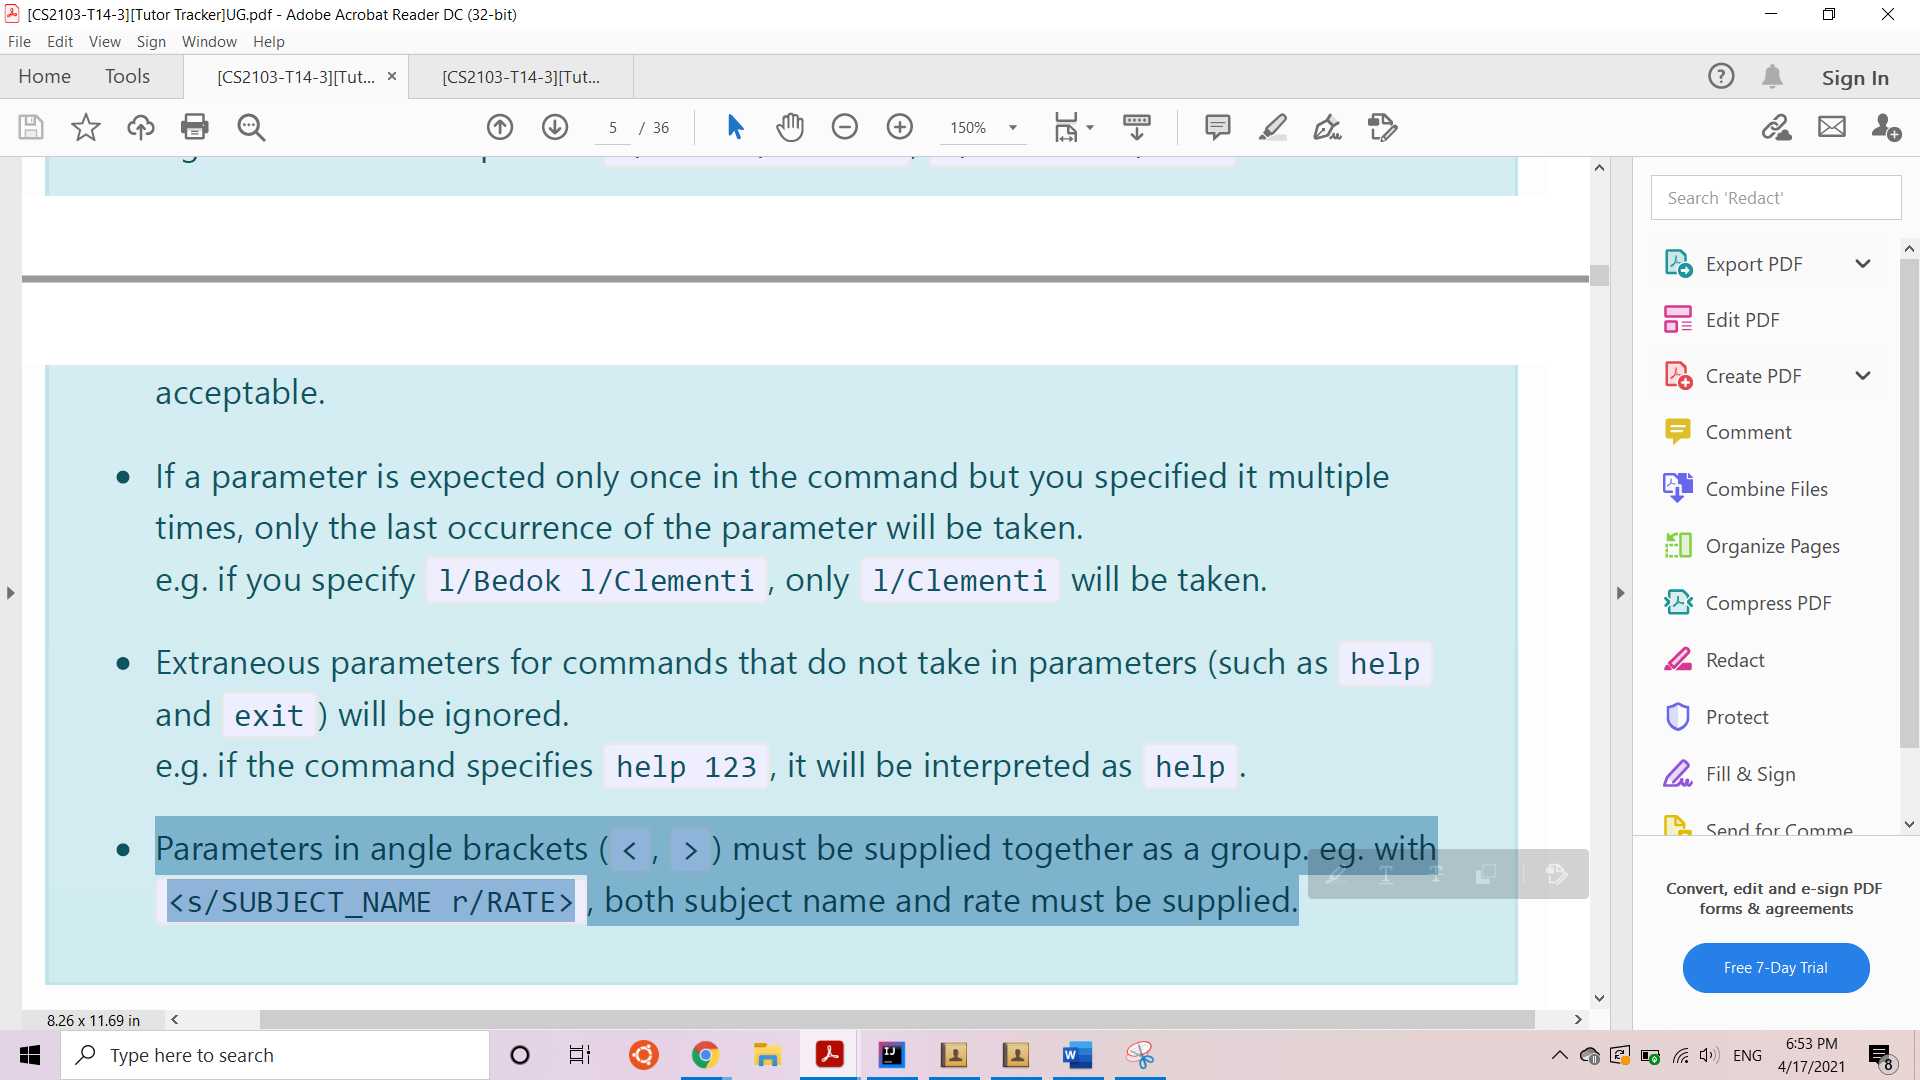 [CS2103-T14-3][Tutor Tracker]UG.pdf - Adobe Acrobat Reader DC (32-bit)
File Edit View Sign Window Help
Home Tools [CS2103-T14-3][Tut... × [CS2103-T14-3][Tut... Sign In
5 / 36 150%
acceptable.
• If a parameter is expected only once in the command but you specified it multiple
times, only the last occurrence of the parameter will be taken.
e.g. if you specify l/Bedok l/Clementi, only l/Clementi will be taken.
• Extraneous parameters for commands that do not take in parameters (such as help
and exit) will be ignored.
e.g. if the command specifies help 123, it will be interpreted as help.
• Parameters in angle brackets (<, >) must be supplied together as a group. eg. with
<s/SUBJECT_NAME r/RATE>, both subject name and rate must be supplied.
8.26 x 11.69 in
Search 'Redact'
Export PDF
Edit PDF
Create PDF
Comment
Combine Files
Organize Pages
Compress PDF
Redact
Protect
Fill & Sign
Send for Comme
Convert, edit and e-sign PDF
forms & agreements
Free 7-Day Trial
Type here to search
ENG
6:53 PM
4/17/2021
8